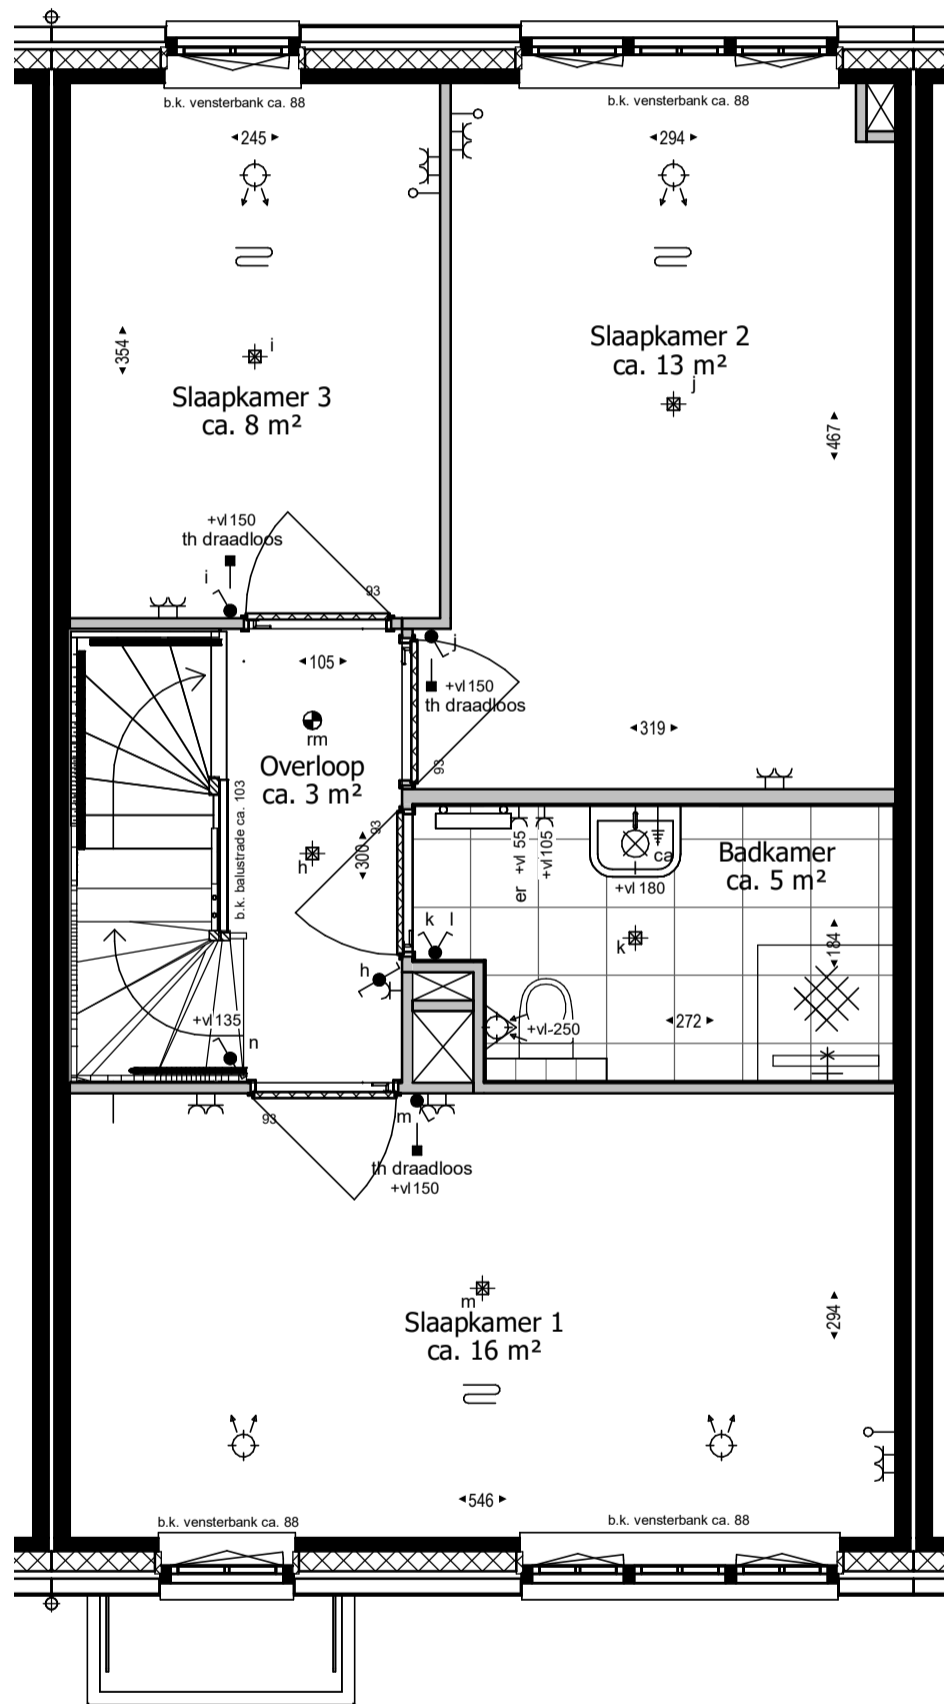 b.k. vensterbank ca. 88
b.k. vensterbank ca. 88
245
294
i
354
Slaapkamer 3
ca. 8 m²
Slaapkamer 2
ca. 13 m²
j
467
+vl 150
th draadloos
i
93
105
j
+vl 150
th draadloos
rm
Overloop
ca. 3 m²
b.k. balustrade ca. 103
93
319
h
300
93
er
+vl 55
+vl 105
ca
+vl 180
Badkamer
ca. 5 m²
k
l
k
184
h
+vl 135
n
+vl-250
272
93
m
th draadloos
+vl 150
m
Slaapkamer 1
ca. 16 m²
294
546
b.k. vensterbank ca. 88
b.k. vensterbank ca. 88